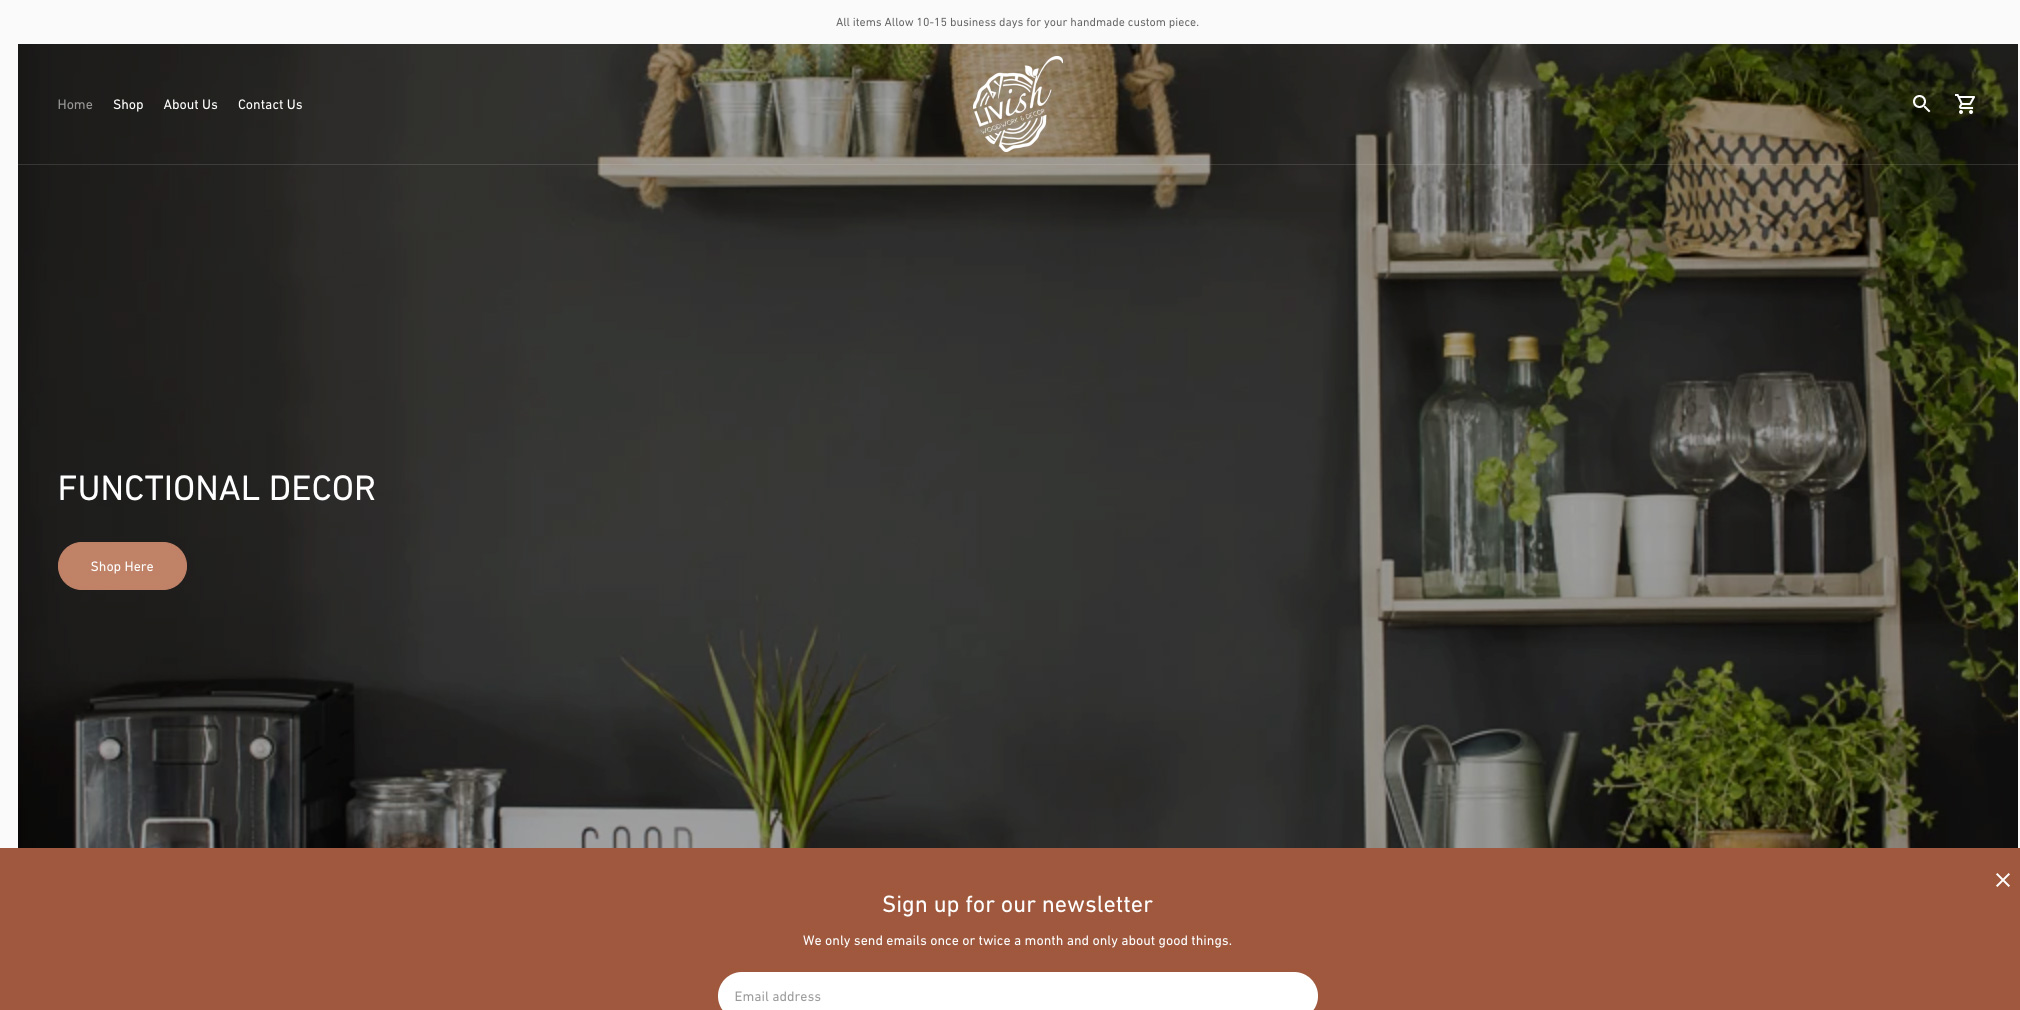 All items Allow 10-15 business days for your handmade custom piece.
Home Shop About Us Contact Us
LIVish
WOODWORK & DECOR
FUNCTIONAL DECOR
Shop Here
GOOD
Sign up for our newsletter
We only send emails once or twice a month and only about good things.
Email address